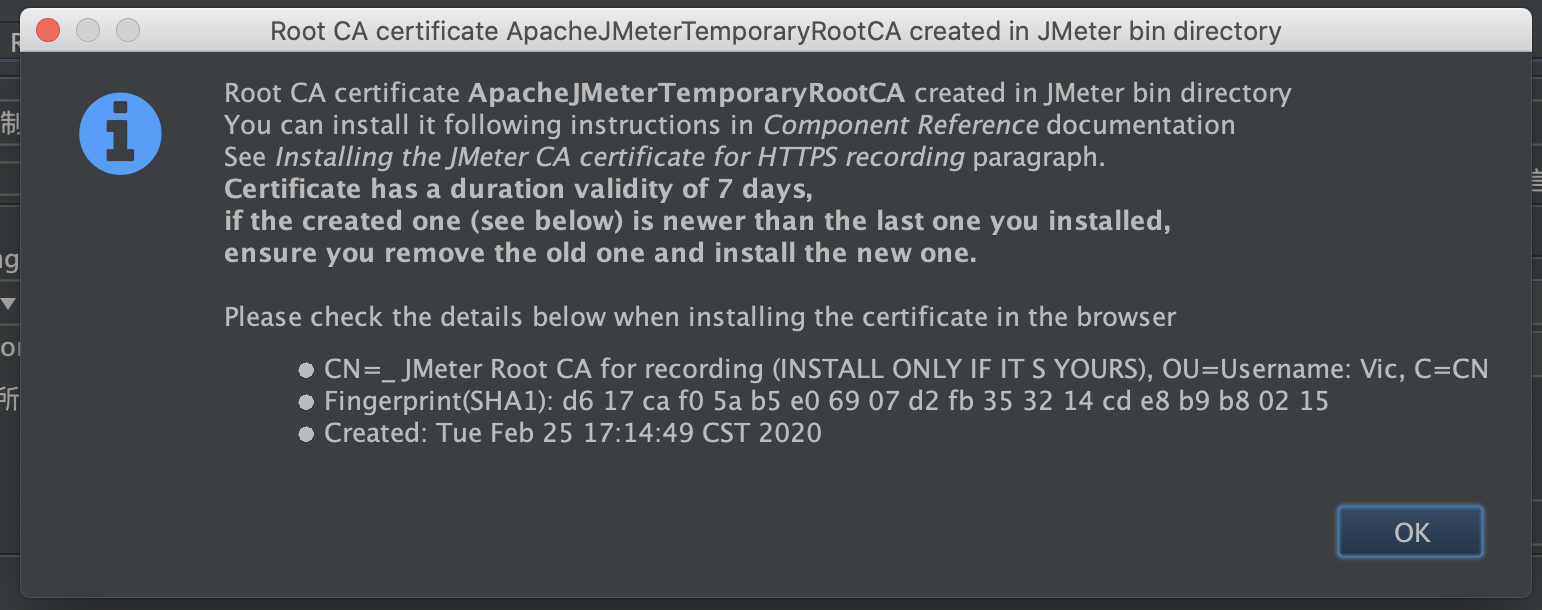 Root CA certificate ApacheJMeterTemporaryRootCA created in JMeter bin directory
Root CA certificate ApacheJMeterTemporaryRootCA created in JMeter bin directory
You can install it following instructions in Component Reference documentation
See Installing the JMeter CA certificate for HTTPS recording paragraph.
Certificate has a duration validity of 7 days,
if the created one (see below) is newer than the last one you installed,
ensure you remove the old one and install the new one.
Please check the details below when installing the certificate in the browser
CN=_ JMeter Root CA for recording (INSTALL ONLY IF IT S YOURS), OU=Username: Vic, C=CN
Fingerprint(SHA1): d6 17 ca f0 5a b5 e0 69 07 d2 fb 35 32 14 cd e8 b9 b8 02 15
Created: Tue Feb 25 17:14:49 CST 2020
OK
制
ng
所